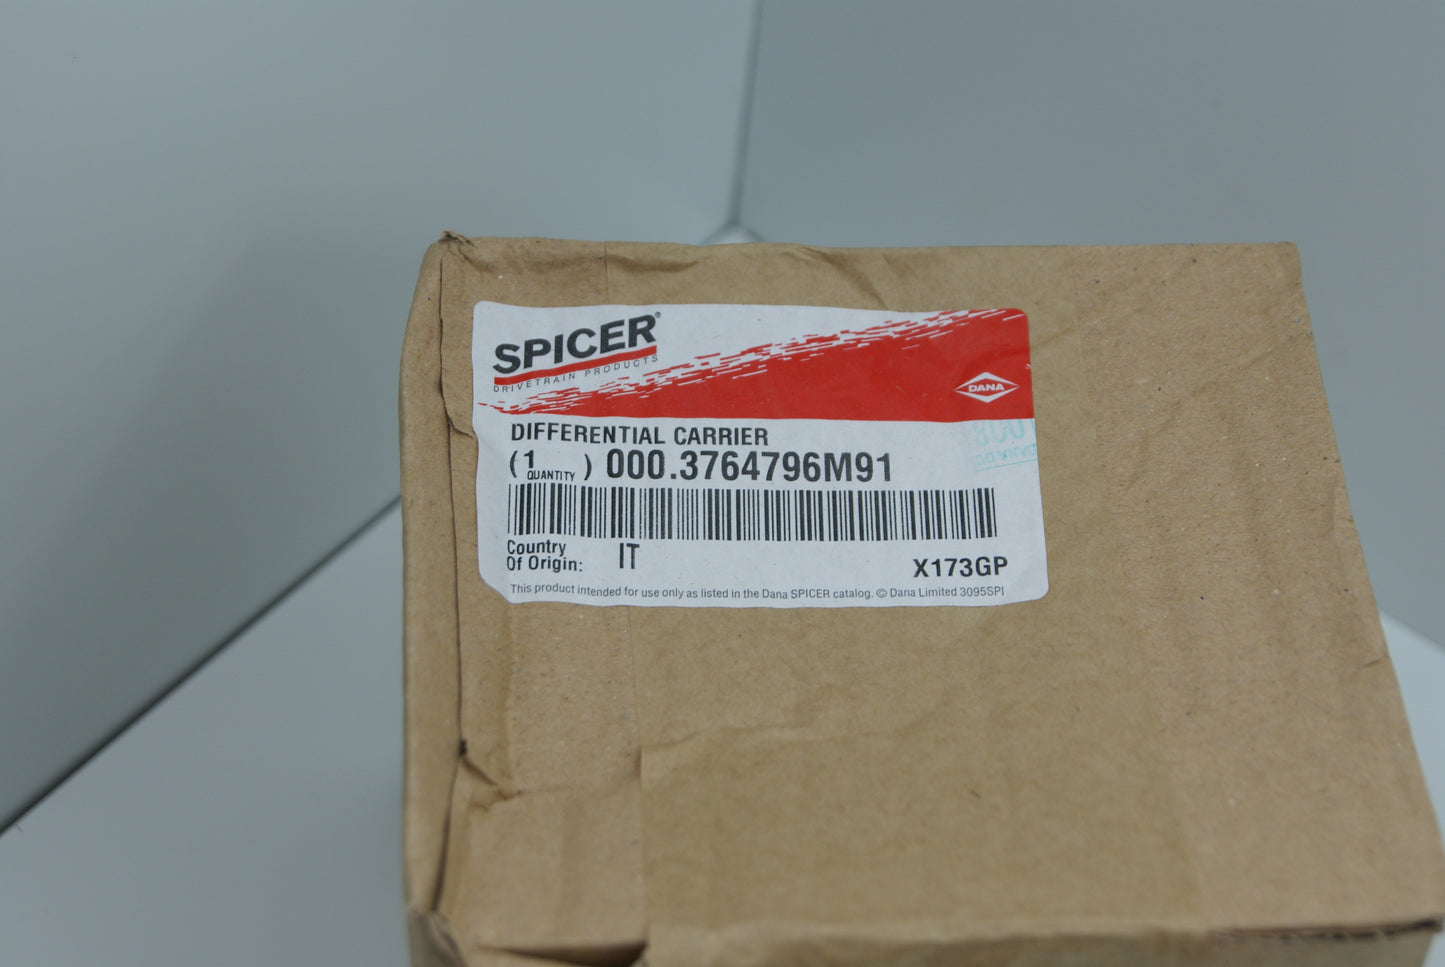 SPICER®
DRIVETRAIN PRODUCTS
DANA
DIFFERENTIAL CARRIER
(1 QUANTITY ) 000.3764796M91
Country
Of Origin: IT
X173GP
This product intended for use only as listed in the Dana SPICER catalog. © Dana Limited 3095SPI